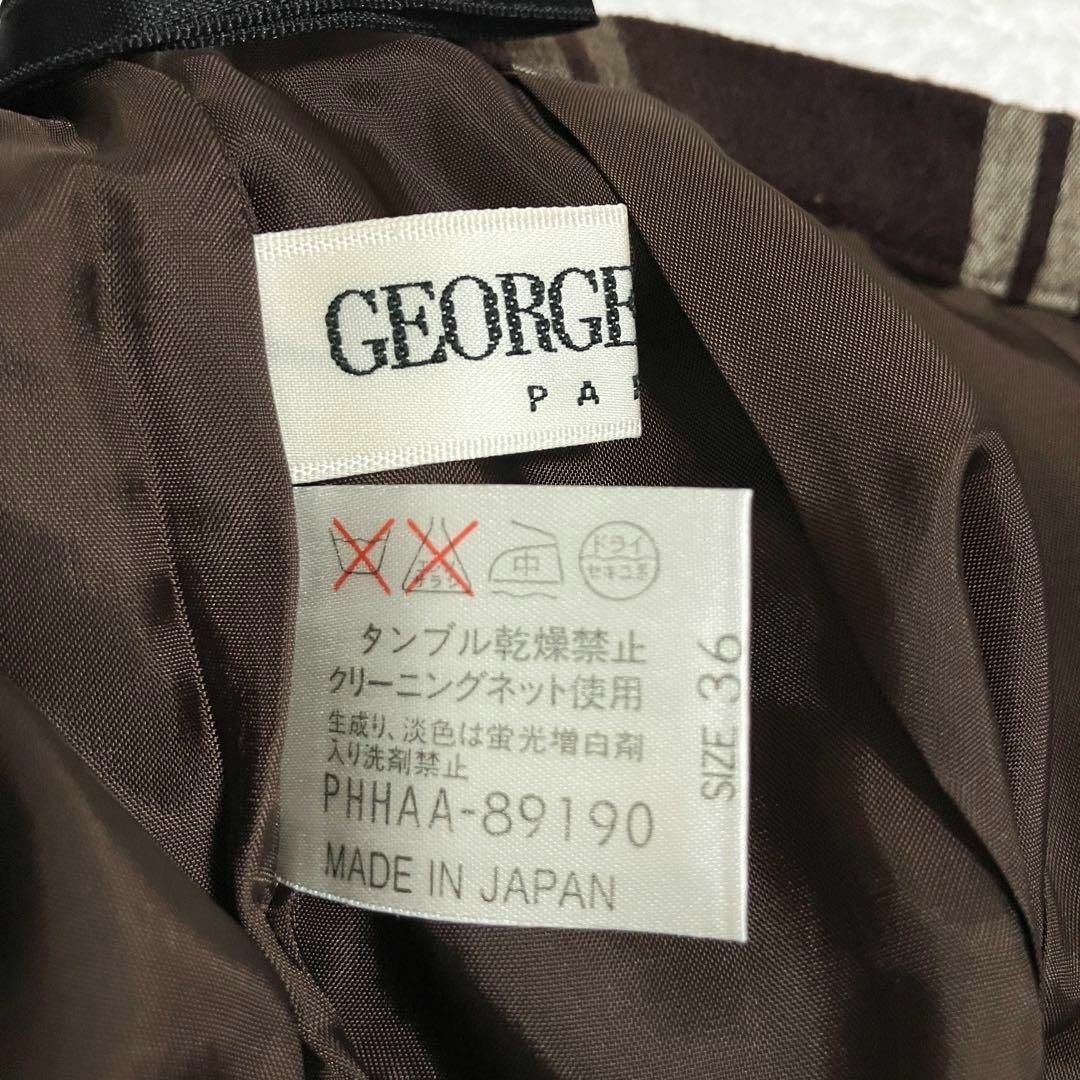 GEORGE
PA
中
ドライ
セキユ系
タンブル乾燥禁止
クリーニングネット使用
生成り、淡色は蛍光増白剤
入り洗剤禁止
PHHAA-89190
MADE IN JAPAN
SIZE 36